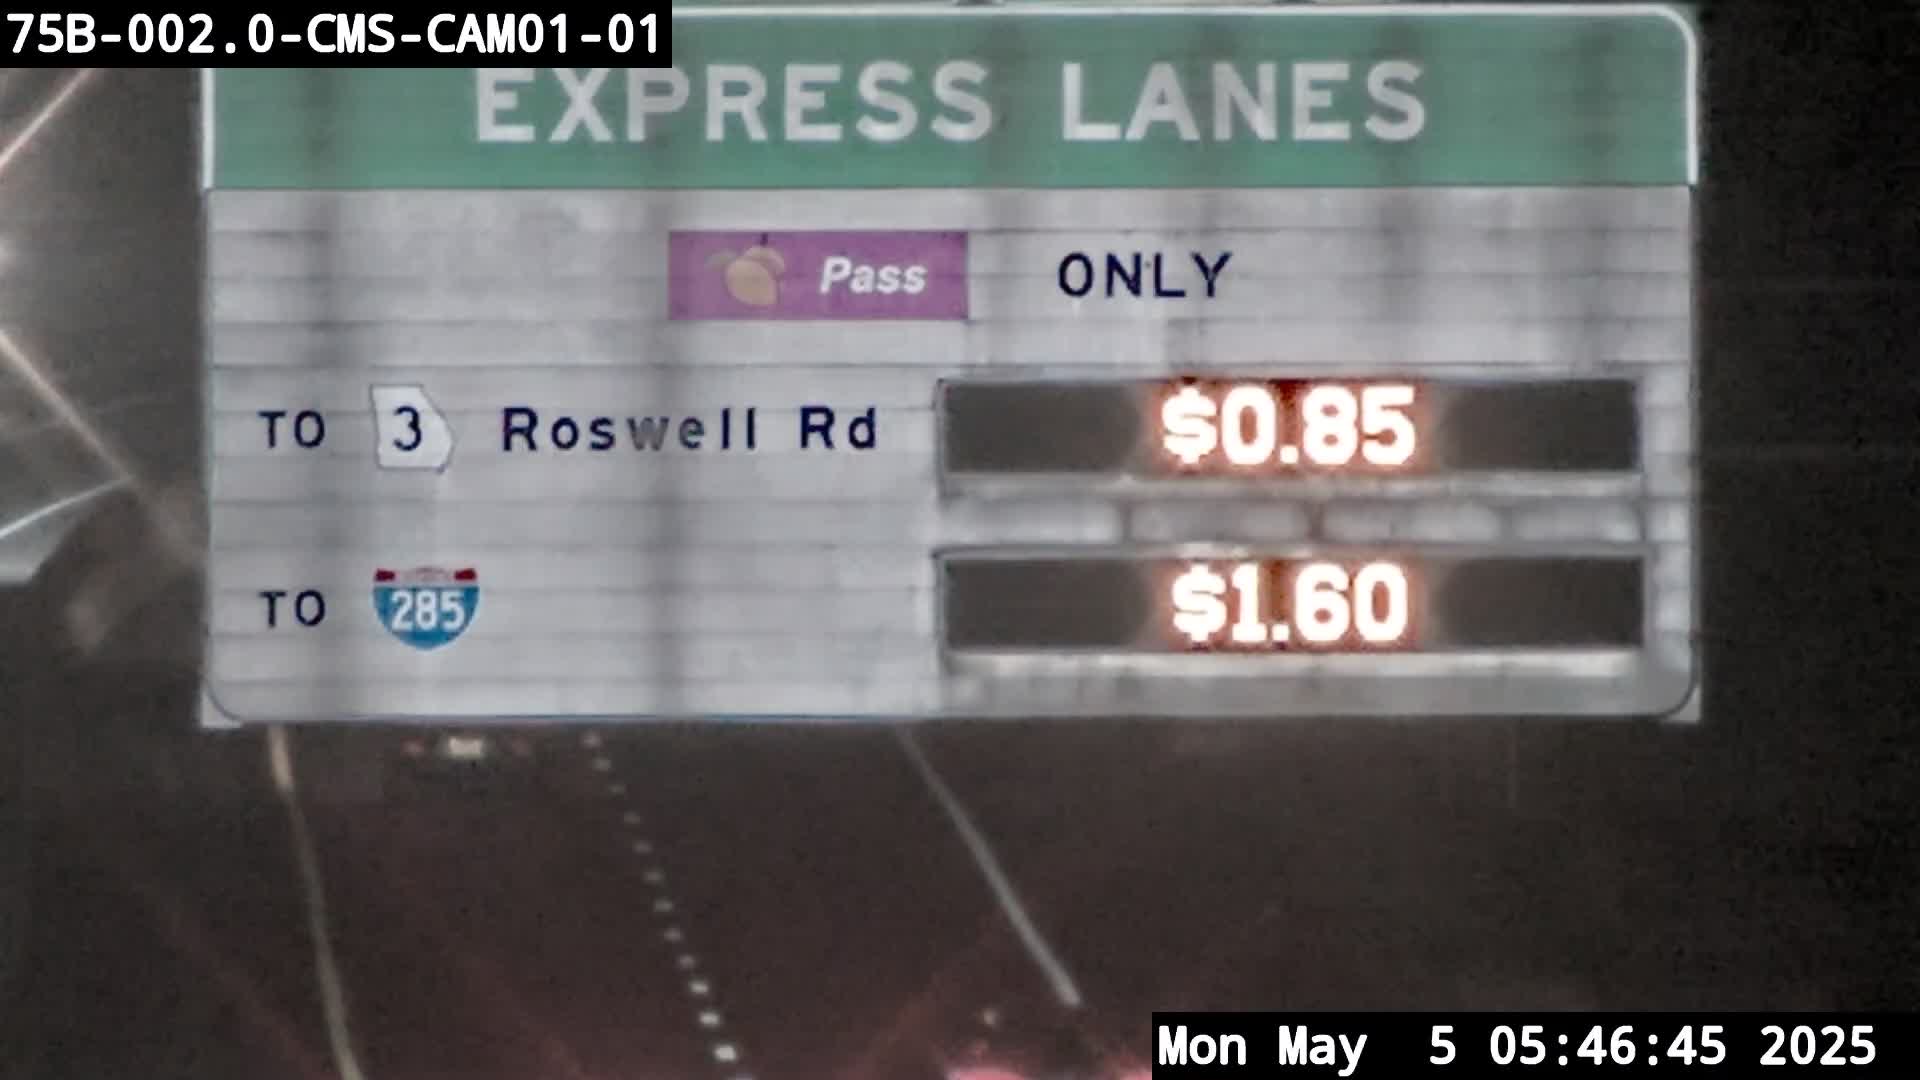 75B-002.0-CMS-CAM01-01
EXPRESS LANES
Pass ONLY
TO 3 Roswell Rd $0.85
TO 285 $1.60
Mon May 5 05:46:45 2025